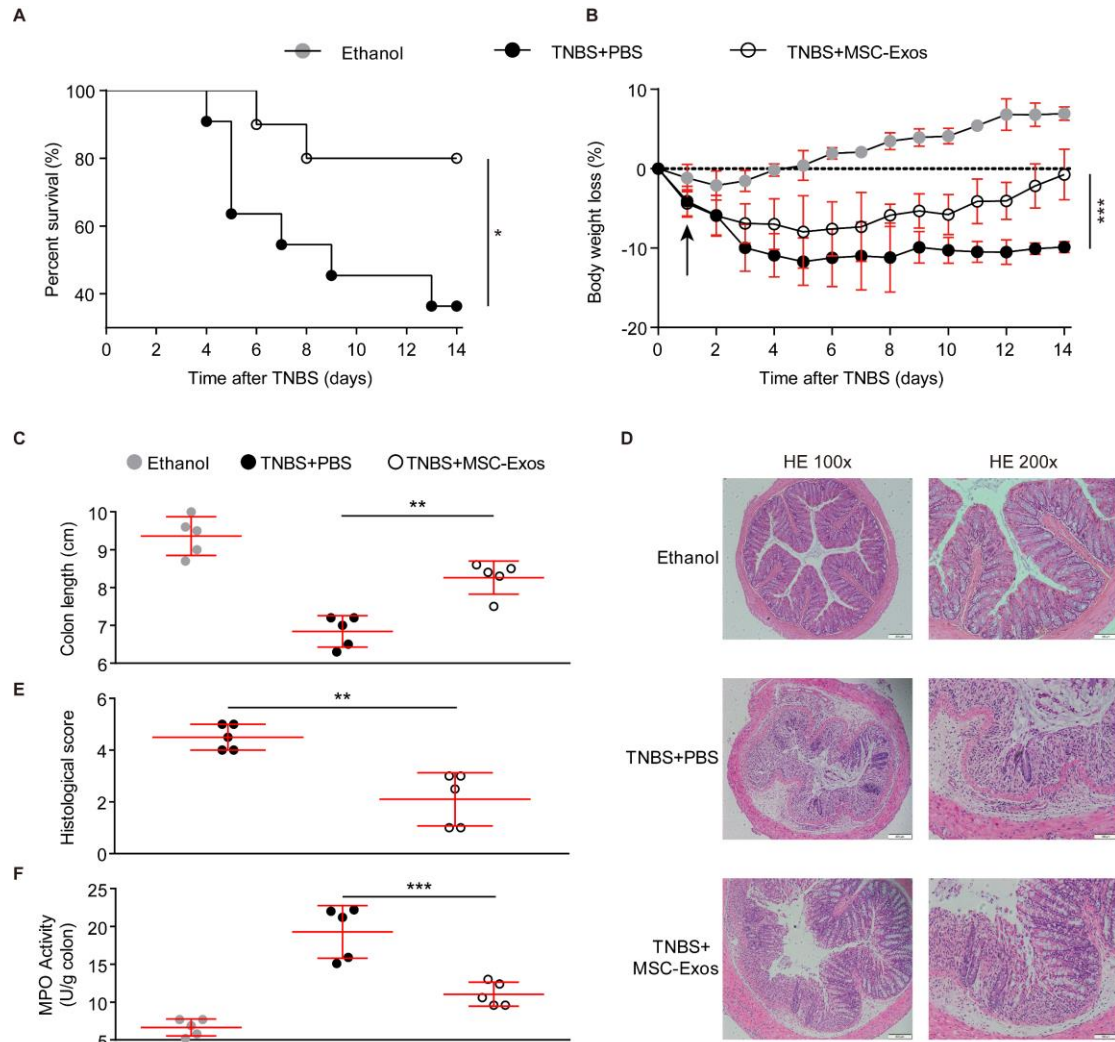 A
B
Ethanol
TNBS+PBS
TNBS+MSC-Exos
Percent survival (%)
100
80
60
40
0 2 4 6 8 10 12 14
Time after TNBS (days)
*
Body weight loss (%)
10
0
-10
-20
0 2 4 6 8 10 12 14
Time after TNBS (days)
***
C
Ethanol
TNBS+PBS
TNBS+MSC-Exos
Colon length (cm)
10
9
8
7
6
**
D
HE 100x
HE 200x
Ethanol
TNBS+PBS
TNBS+
MSC-Exos
E
Histological score
6
4
2
0
**
F
MPO Activity
(U/g colon)
25
20
15
10
5
***